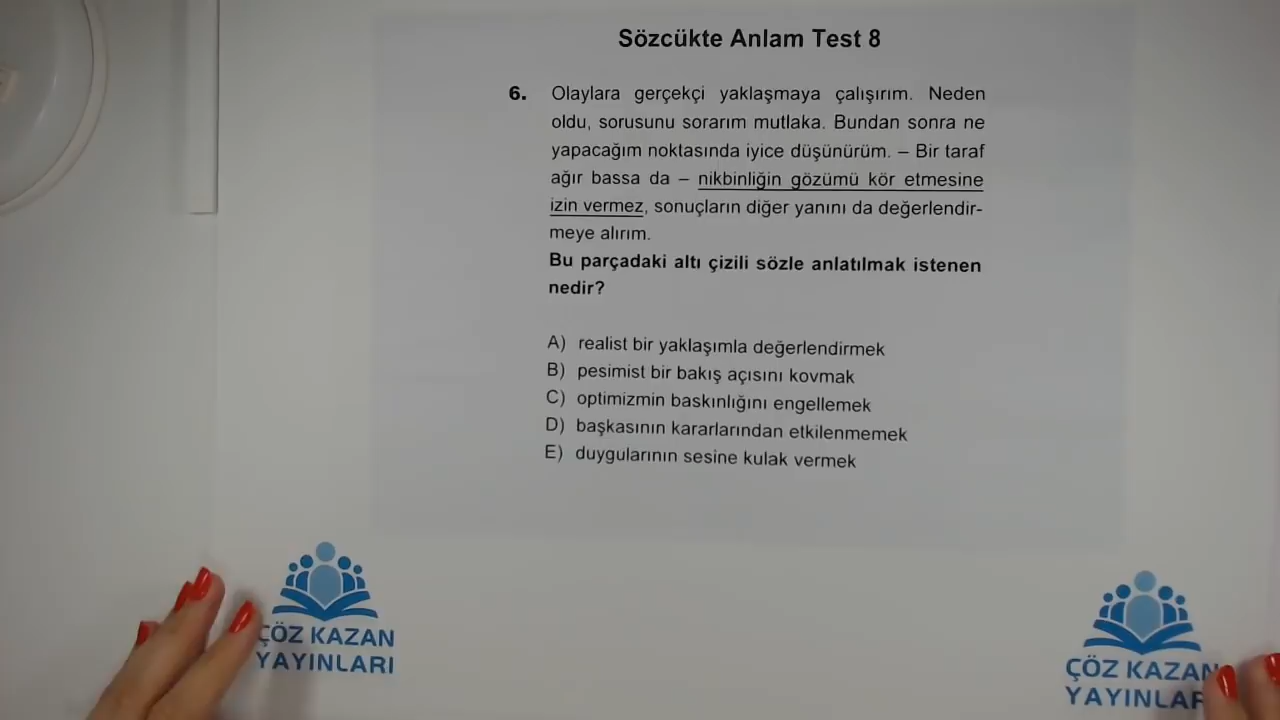 Sözcükte Anlam Test 8
6. Olaylara gerçekçi yaklaşmaya çalışırım. Neden
oldu, sorusunu sorarım mutlaka. Bundan sonra ne
yapacağım noktasında iyice düşünürüm. – Bir taraf
ağır bassa da – nikbinliğin gözümü kör etmesine
izin vermez, sonuçların diğer yanını da değerlendir-
meye alırım.
Bu parçadaki altı çizili sözle anlatılmak istenen
nedir?
A) realist bir yaklaşımla değerlendirmek
B) pesimist bir bakış açısını kovmak
C) optimizmin baskınlığını engellemek
D) başkasının kararlarından etkilenmemek
E) duygularının sesine kulak vermek
ÇÖZ KAZAN
YAYINLARI
ÇÖZ KAZAN
YAYINLAR